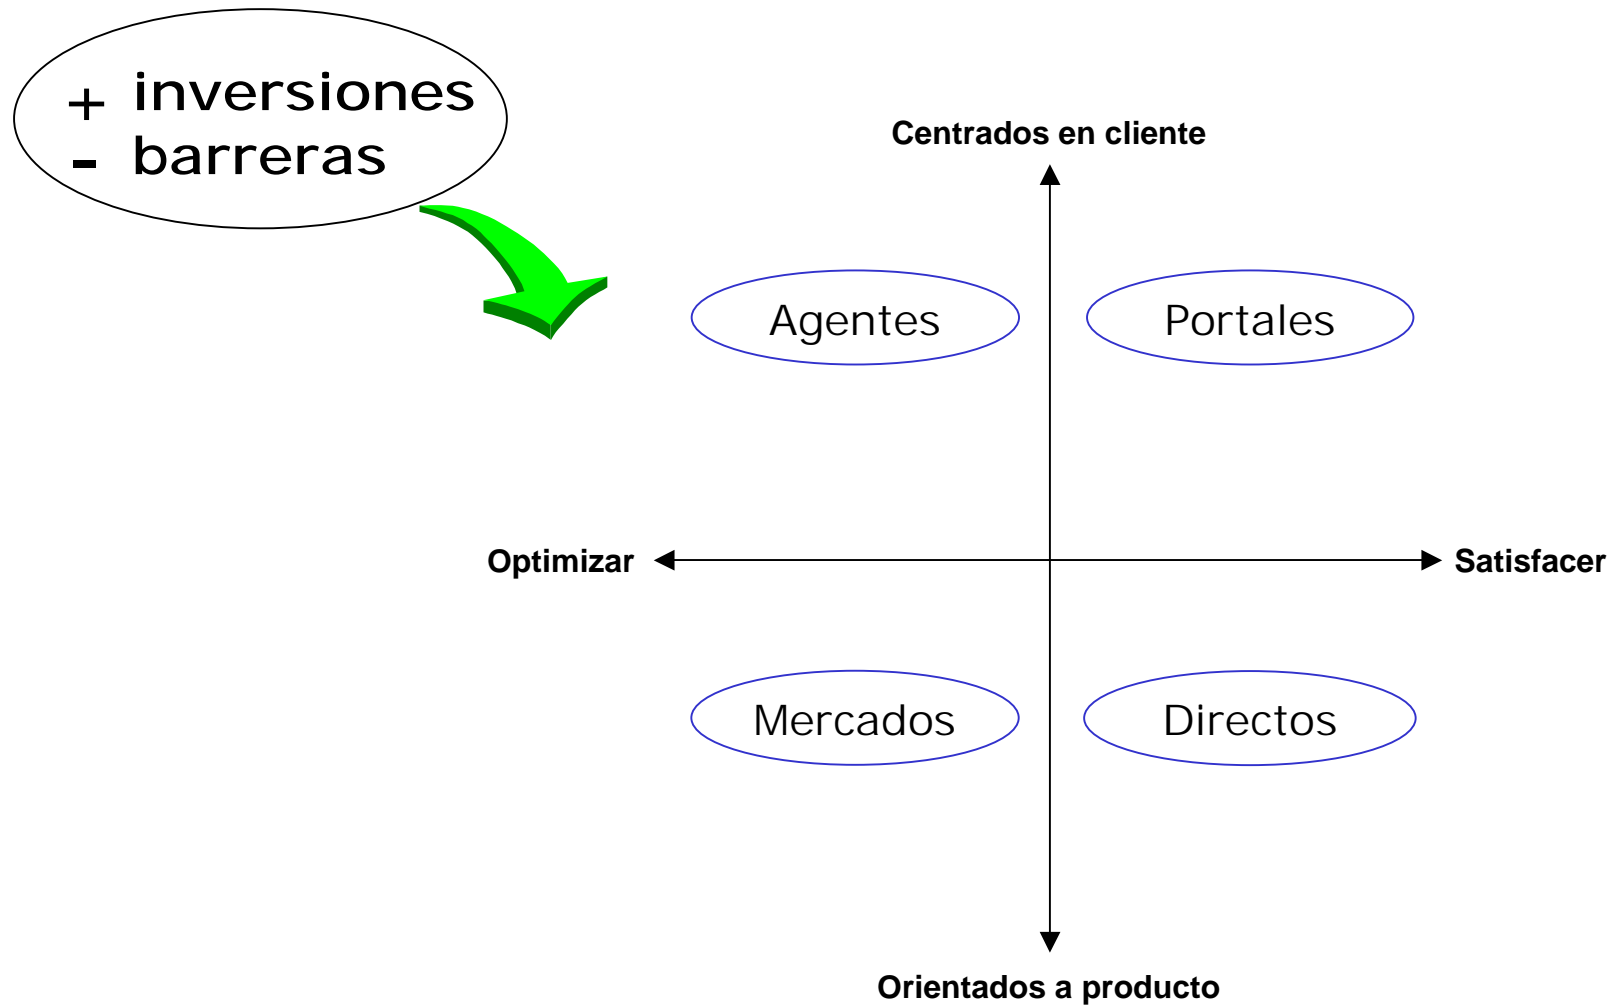 + inversiones
- barreras
Centrados en cliente
Agentes
Portales
Optimizar
Satisfacer
Mercados
Directos
Orientados a producto